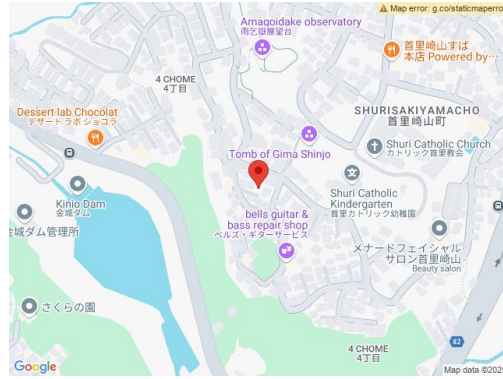 Map error: g.co/staticmaperro
Amagoidake observatory
雨乞嶽展望台
首里崎山すば
本店 Powered by…
4 CHOME
4丁目
SHURISAKIYAMACHO
首里崎山町
Dessert lab Chocolat
デザート ラボ ショコラ
Shuri Catholic Church
カトリック首里教会
Tomb of Gima Shinjo
Kinjo Dam
金城ダム
Shuri Catholic
Kindergarten
首里カトリック幼稚園
bells guitar &
bass repair shop
ベルズ・ギターサービス
金城ダム管理所
メナードフェイシャル
サロン首里崎山
Beauty salon
さくらの園
82
4 CHOME
4丁目
Google
Map data ©202